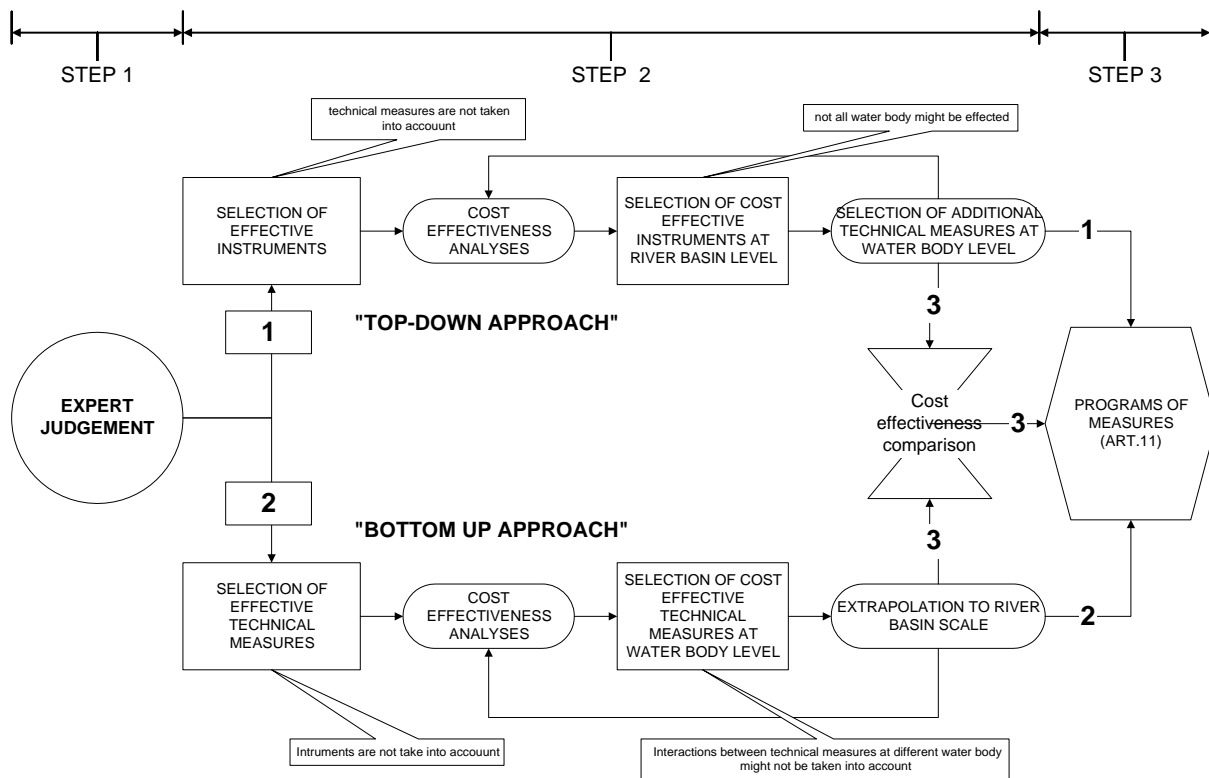 STEP 1
STEP 2
STEP 3
technical measures are not taken
into account
not all water body might be effected
SELECTION OF
EFFECTIVE
INSTRUMENTS
COST
EFFECTIVENESS
ANALYSES
SELECTION OF COST
EFFECTIVE
INSTRUMENTS AT
RIVER BASIN LEVEL
SELECTION OF ADDITIONAL
TECHNICAL MEASURES AT
WATER BODY LEVEL
1
3
1
"TOP-DOWN APPROACH"
EXPERT
JUDGEMENT
Cost
effectiveness
comparison
3
PROGRAMS OF
MEASURES
(ART.11)
2
"BOTTOM UP APPROACH"
3
SELECTION OF
EFFECTIVE
TECHNICAL
MEASURES
COST
EFFECTIVENESS
ANALYSES
SELECTION OF COST
EFFECTIVE
TECHNICAL
MEASURES AT
WATER BODY LEVEL
EXTRAPOLATION TO RIVER
BASIN SCALE
2
Intruments are not take into accouunt
Interactions between technical measures at different water body
might not be taken into account